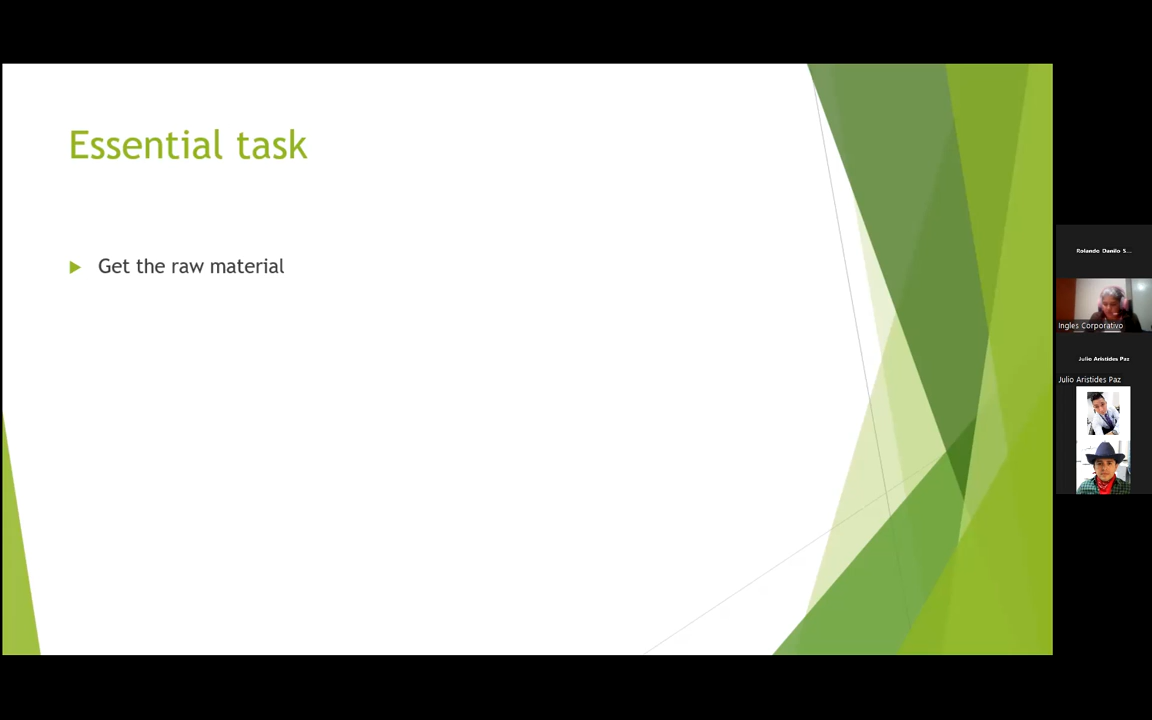 Essential task
Get the raw material
Rolando Danilo S...
Ingles Corporativo
Julio Aristides Paz
Julio Aristides Paz